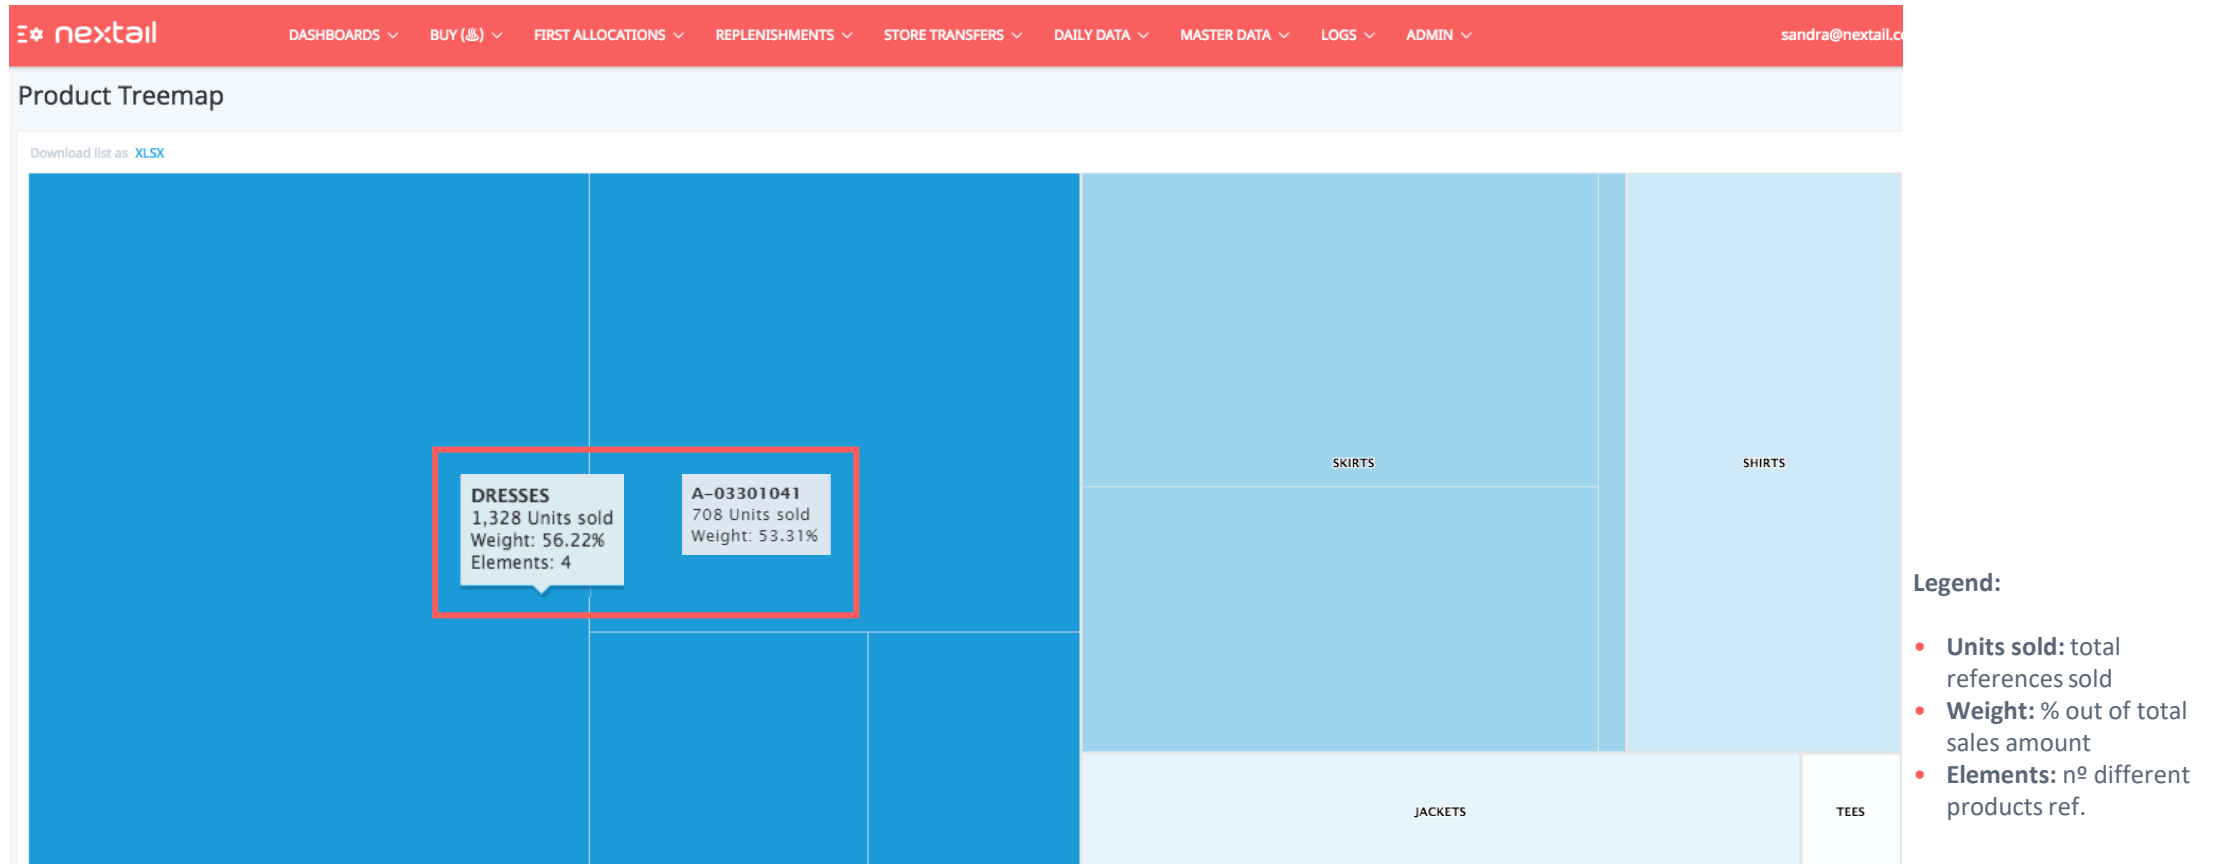 nextail
DASHBOARDS BUY (♨) FIRST ALLOCATIONS REPLENISHMENTS STORE TRANSFERS DAILY DATA MASTER DATA LOGS ADMIN sandra@nextail.c
Product Treemap
Download list as XLSX
SKIRTS
SHIRTS
DRESSES
1,328 Units sold
Weight: 56.22%
Elements: 4
A-03301041
708 Units sold
Weight: 53.31%
JACKETS
TEES
Legend:
• Units sold: total
references sold
• Weight: % out of total
sales amount
• Elements: nº different
products ref.